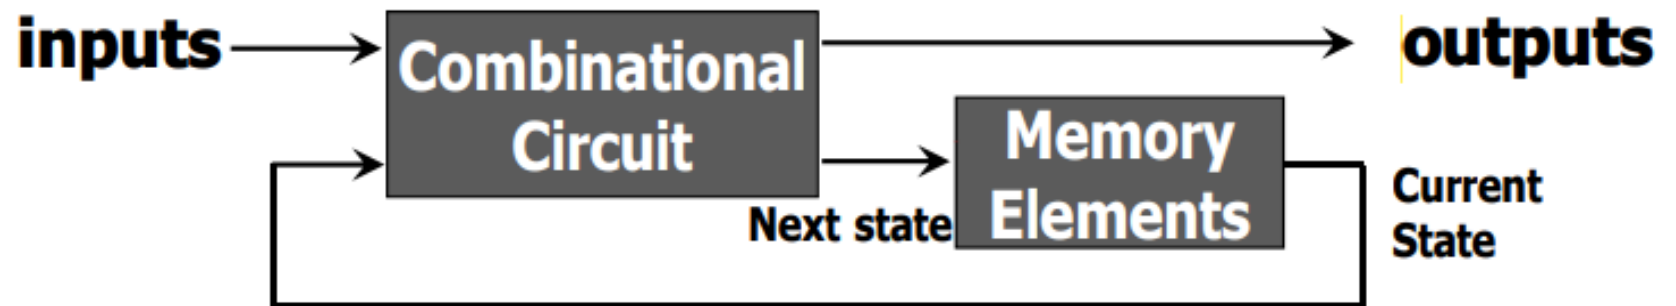 inputs
Combinational
Circuit
outputs
Memory
Elements
Next state
Current
State